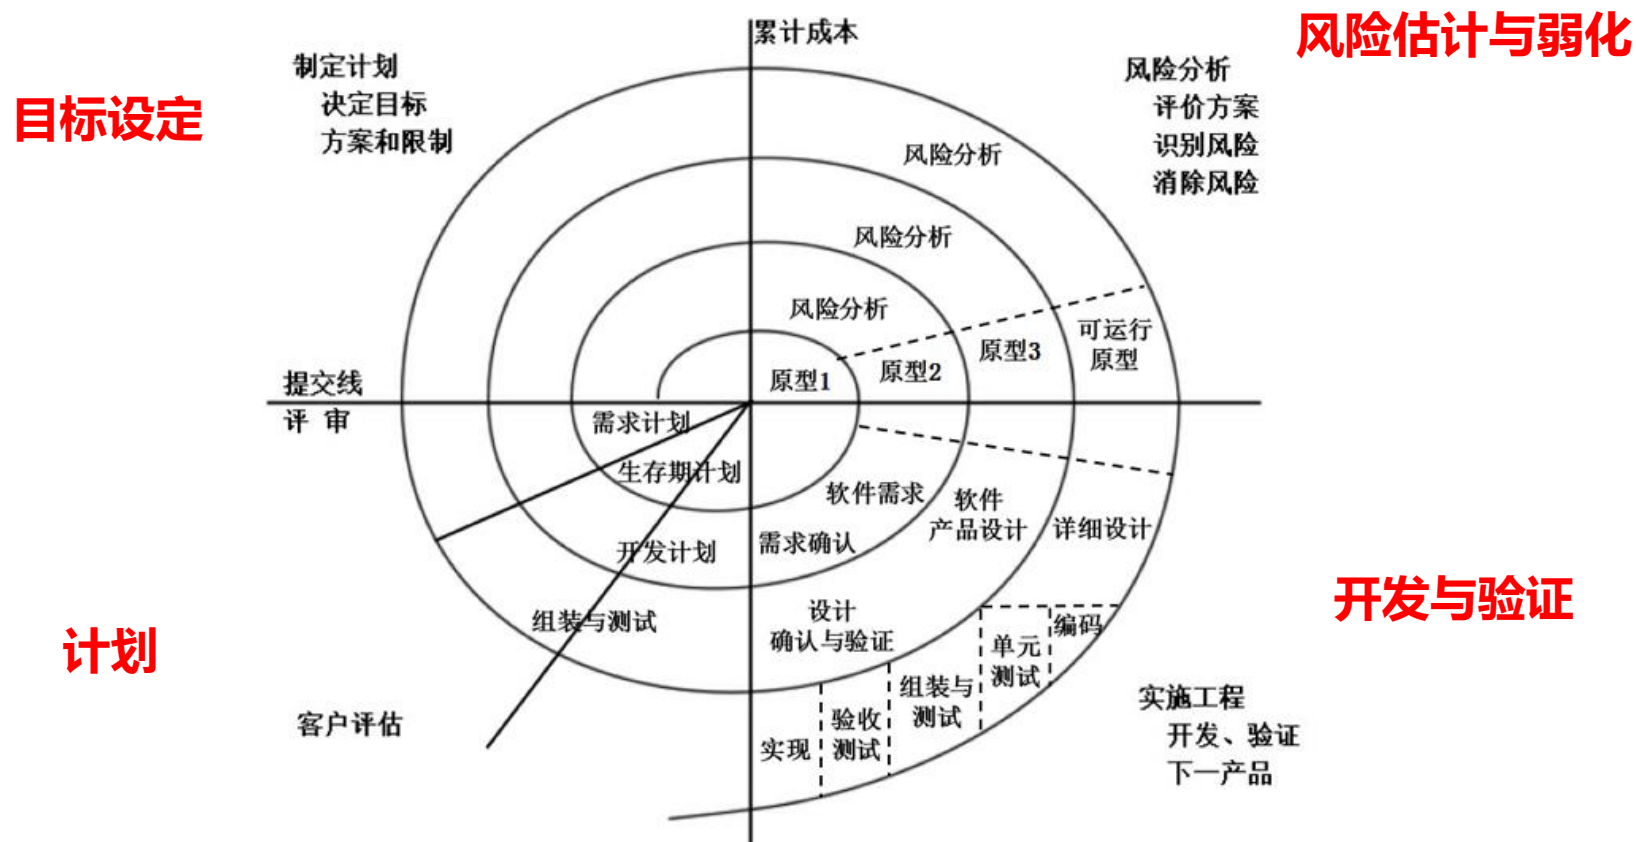 累计成本
风险估计与弱化
制定计划
决定目标
方案和限制
目标设定
风险分析
评价方案
识别风险
消除风险
风险分析
风险分析
风险分析
原型1
原型2
原型3
可运行
原型
提交线
评 审
需求计划
生存期计划
开发计划
组装与测试
软件需求
需求确认
软件
产品设计
详细设计
设计
确认与验证
编码
单元
测试
组装与
测试
验收
测试
实现
开发与验证
计划
客户评估
实施工程
开发、验证
下一产品